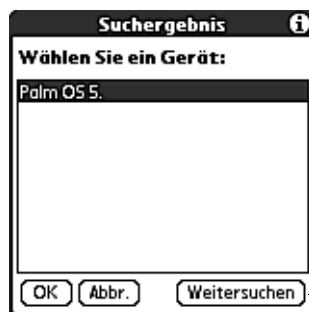 Suchergebnis
Wählen Sie ein Gerät:
Palm OS 5.
OK Abbr. Weitersuchen